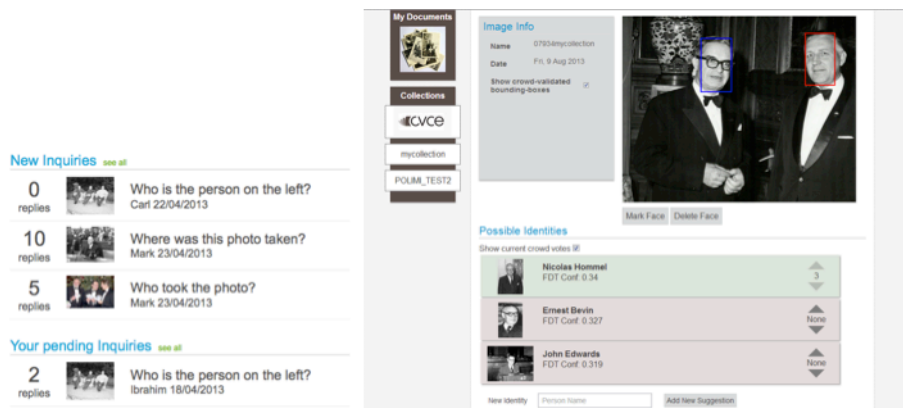 New Inquiries see all
0
replies
Who is the person on the left?
Carl 22/04/2013
10
replies
Where was this photo taken?
Mark 23/04/2013
5
replies
Who took the photo?
Mark 23/04/2013
Your pending Inquiries see all
2
replies
Who is the person on the left?
Ibrahim 18/04/2013
My Documents
Collections
cvce
mycollection
POLIMI_TEST2
Image Info
Name 07934mycollection
Date Fri, 9 Aug 2013
Show crowd-validated
bounding-boxes
Mark Face Delete Face
Possible Identities
Show current crowd votes
Nicolas Hommel
FDT Conf: 0.34
3
Ernest Bevin
FDT Conf: 0.327
None
John Edwards
FDT Conf: 0.319
None
New Identity Person Name Add New Suggestion